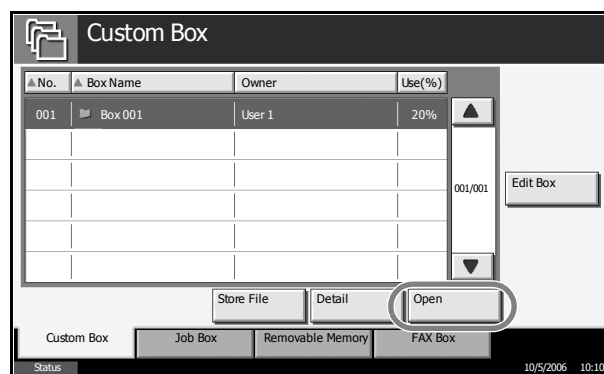 Custom Box
No. Box Name Owner Use(%)
001 Box 001 User 1 20%
001/001
Edit Box
Store File Detail Open
Custom Box Job Box Removable Memory FAX Box
Status 10/5/2006 10:10